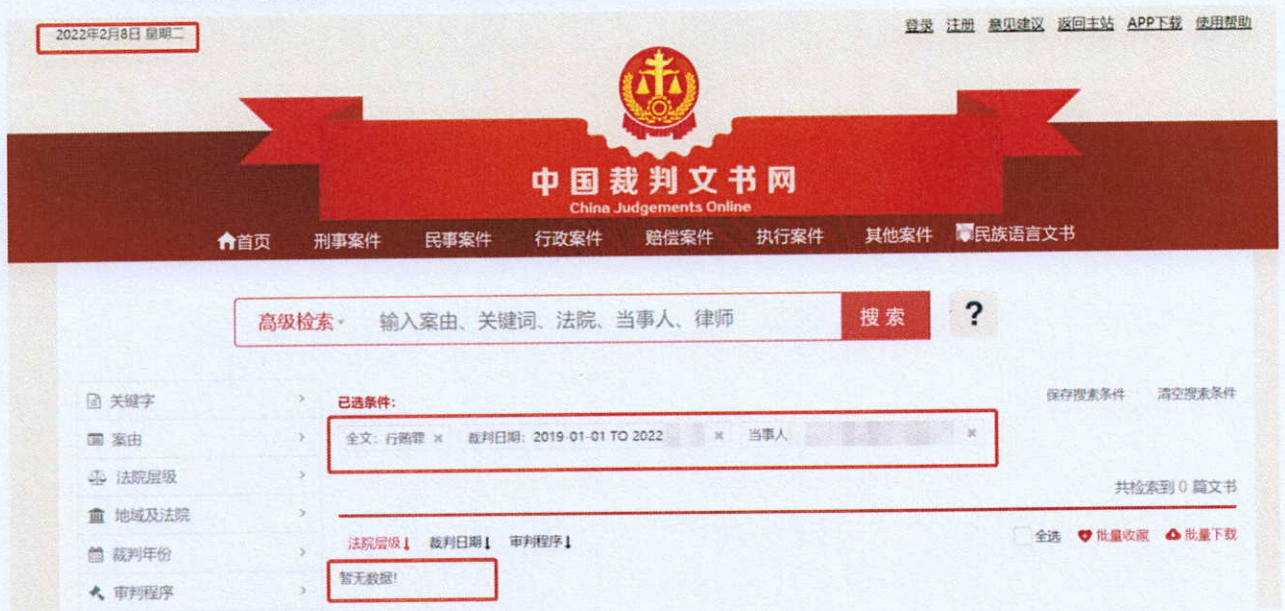 2022年2月8日 星期二
登录 注册 意见建议 返回主站 APP下载 使用帮助
中国裁判文书网
China Judgements Online
首页 刑事案件 民事案件 行政案件 赔偿案件 执行案件 其他案件 民族语言文书
高级检索 输入案由、关键词、法院、当事人、律师 搜索 ?
保存搜索条件 清空搜索条件
关键字 > 已选条件:
案由 > 全文: 行贿罪 × 裁判日期: 2019-01-01 TO 2022 × 当事人 ×
法院层级 >
共检索到 0 篇文书
地域及法院 >
法院层级↓ 裁判日期↓ 审判程序↓ 全选 批量收藏 批量下载
裁判年份 >
暂无数据!
审判程序 >